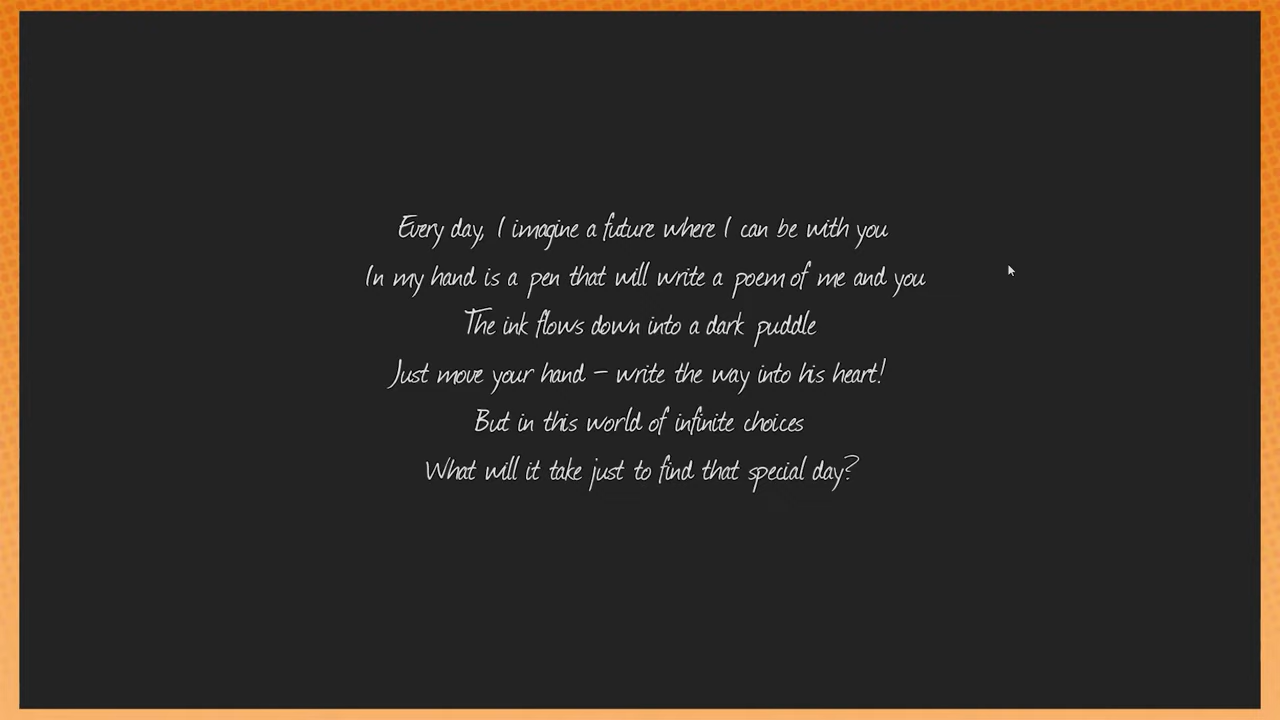 Every day, I imagine a future where I can be with you
In my hand is a pen that will write a poem of me and you
The ink flows down into a dark puddle
Just move your hand – write the way into his heart!
But in this world of infinite choices
What will it take just to find that special day?